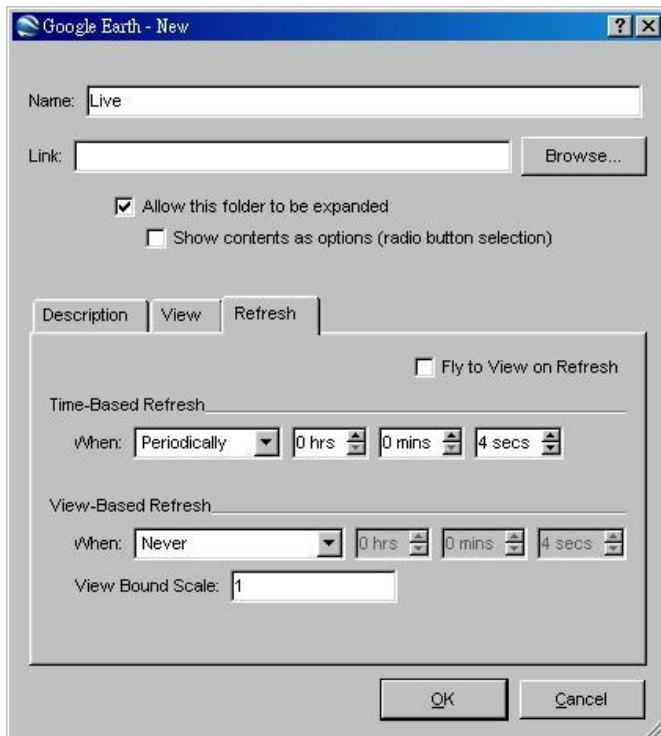 Google Earth - New
Name: Live
Link: Browse...
Allow this folder to be expanded
Show contents as options (radio button selection)
Description View Refresh
Fly to View on Refresh
Time-Based Refresh
When: Periodically 0 hrs 0 mins 4 secs
View-Based Refresh
When: Never 0 hrs 0 mins 4 secs
View Bound Scale: 1
OK Cancel